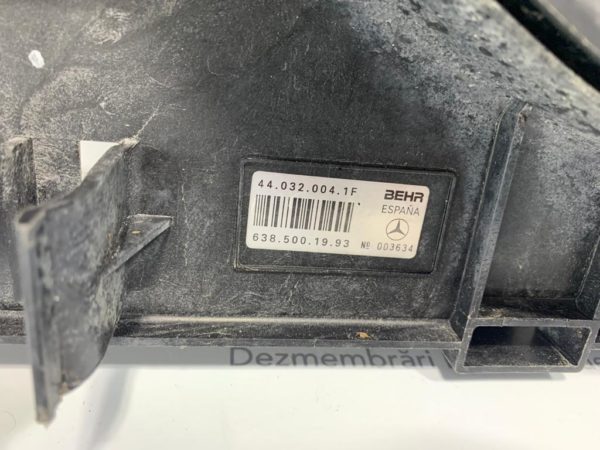 44.032.004.1F
BEHR
ESPAÑA
638.500.19.93
Nº 003634
Dezmembrări